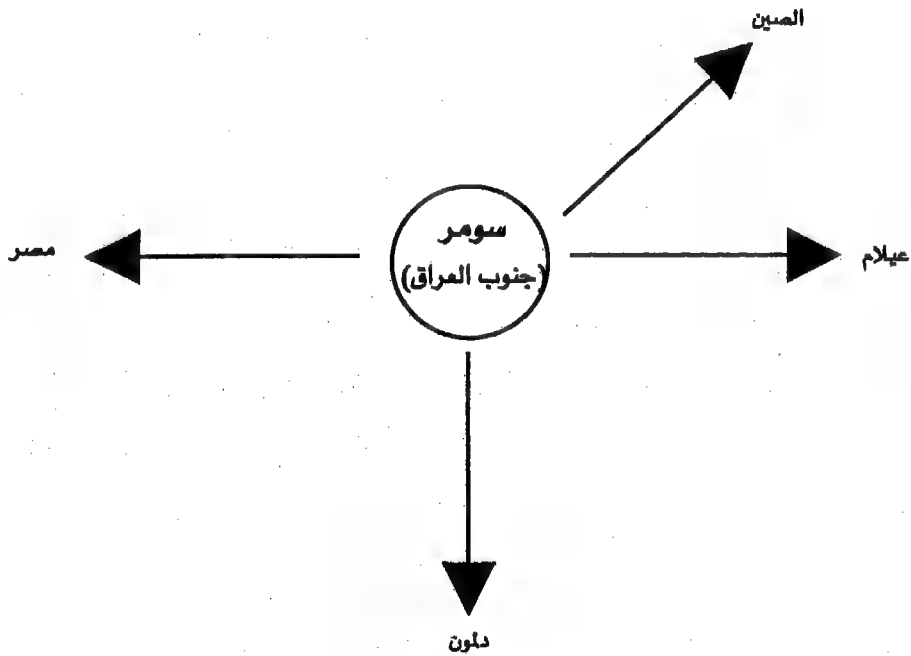 الصين
سومر
(جنوب العراق)
عيلام
مصر
دلمون